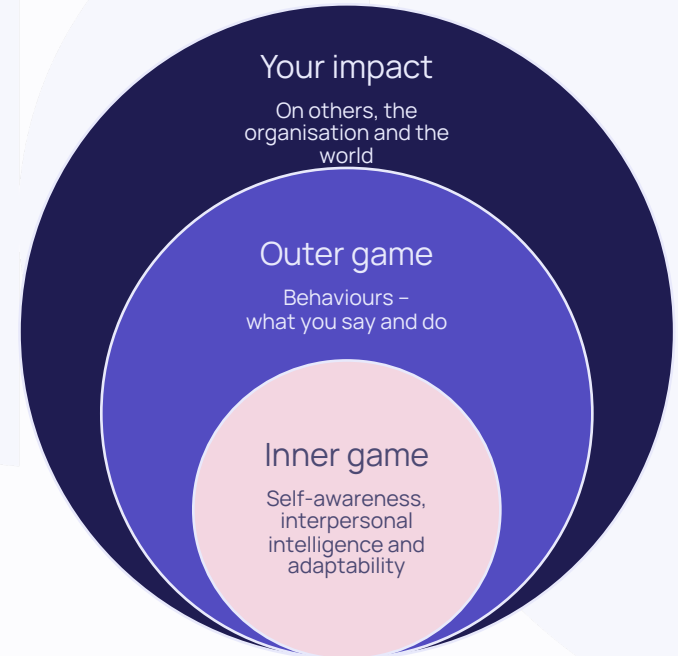 Your impact
On others, the
organisation and the
world
Outer game
Behaviours –
what you say and do
Inner game
Self-awareness,
interpersonal
intelligence and
adaptability